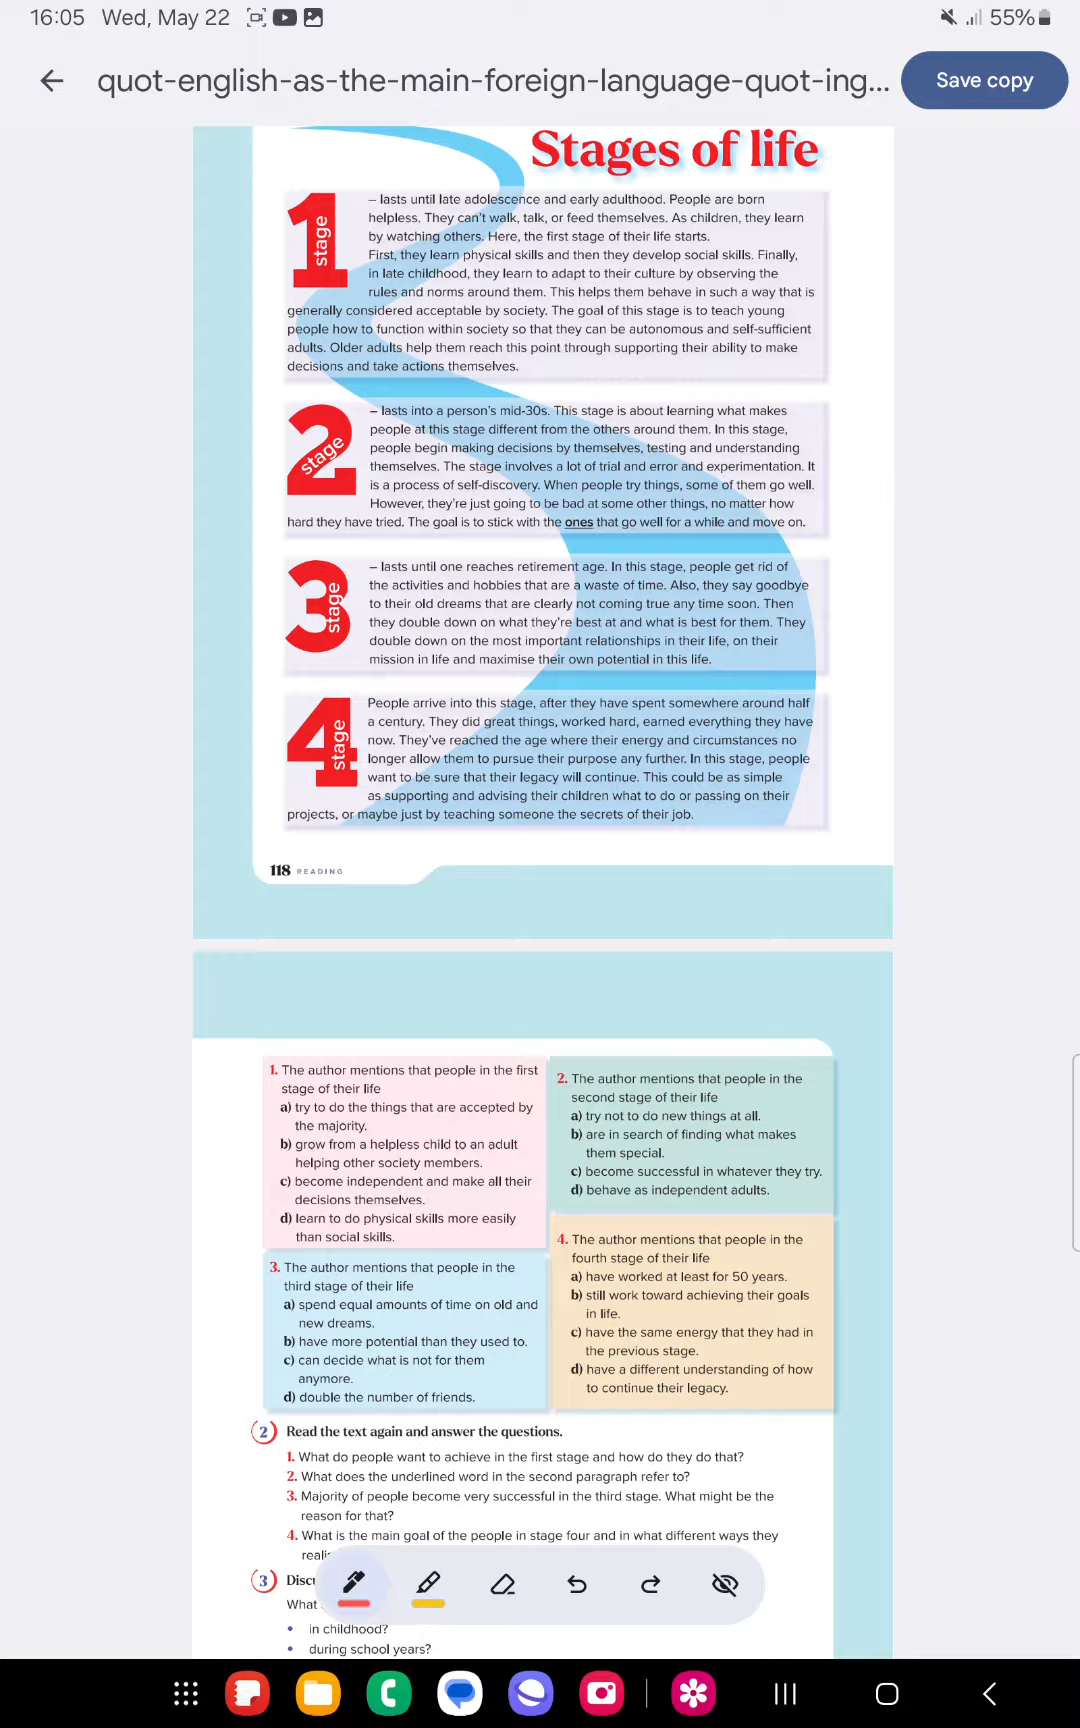 16:05 Wed, May 22
55%
quot-english-as-the-main-foreign-language-quot-ing...
Save copy
Stages of life
1 stage
– lasts until late adolescence and early adulthood. People are born
helpless. They can't walk, talk, or feed themselves. As children, they learn
by watching others. Here, the first stage of their life starts.
First, they learn physical skills and then they develop social skills. Finally,
in late childhood, they learn to adapt to their culture by observing the
rules and norms around them. This helps them behave in such a way that is
generally considered acceptable by society. The goal of this stage is to teach young
people how to function within society so that they can be autonomous and self-sufficient
adults. Older adults help them reach this point through supporting their ability to make
decisions and take actions themselves.
2 stage
– lasts into a person's mid-30s. This stage is about learning what makes
people at this stage different from the others around them. In this stage,
people begin making decisions by themselves, testing and understanding
themselves. The stage involves a lot of trial and error and experimentation. It
is a process of self-discovery. When people try things, some of them go well.
However, they're just going to be bad at some other things, no matter how
hard they have tried. The goal is to stick with the ones that go well for a while and move on.
3 stage
– lasts until one reaches retirement age. In this stage, people get rid of
the activities and hobbies that are a waste of time. Also, they say goodbye
to their old dreams that are clearly not coming true any time soon. Then
they double down on what they're best at and what is best for them. They
double down on the most important relationships in their life, on their
mission in life and maximise their own potential in this life.
4 stage
People arrive into this stage, after they have spent somewhere around half
a century. They did great things, worked hard, earned everything they have
now. They've reached the age where their energy and circumstances no
longer allow them to pursue their purpose any further. In this stage, people
want to be sure that their legacy will continue. This could be as simple
as supporting and advising their children what to do or passing on their
projects, or maybe just by teaching someone the secrets of their job.
118 READING
1. The author mentions that people in the first
stage of their life
a) try to do the things that are accepted by
the majority.
b) grow from a helpless child to an adult
helping other society members.
c) become independent and make all their
decisions themselves.
d) learn to do physical skills more easily
than social skills.
2. The author mentions that people in the
second stage of their life
a) try not to do new things at all.
b) are in search of finding what makes
them special.
c) become successful in whatever they try.
d) behave as independent adults.
3. The author mentions that people in the
third stage of their life
a) spend equal amounts of time on old and
new dreams.
b) have more potential than they used to.
c) can decide what is not for them
anymore.
d) double the number of friends.
4. The author mentions that people in the
fourth stage of their life
a) have worked at least for 50 years.
b) still work toward achieving their goals
in life.
c) have the same energy that they had in
the previous stage.
d) have a different understanding of how
to continue their legacy.
2 Read the text again and answer the questions.
1. What do people want to achieve in the first stage and how do they do that?
2. What does the underlined word in the second paragraph refer to?
3. Majority of people become very successful in the third stage. What might be the
reason for that?
4. What is the main goal of the people in stage four and in what different ways they
3
What
• in childhood?
• during school years?